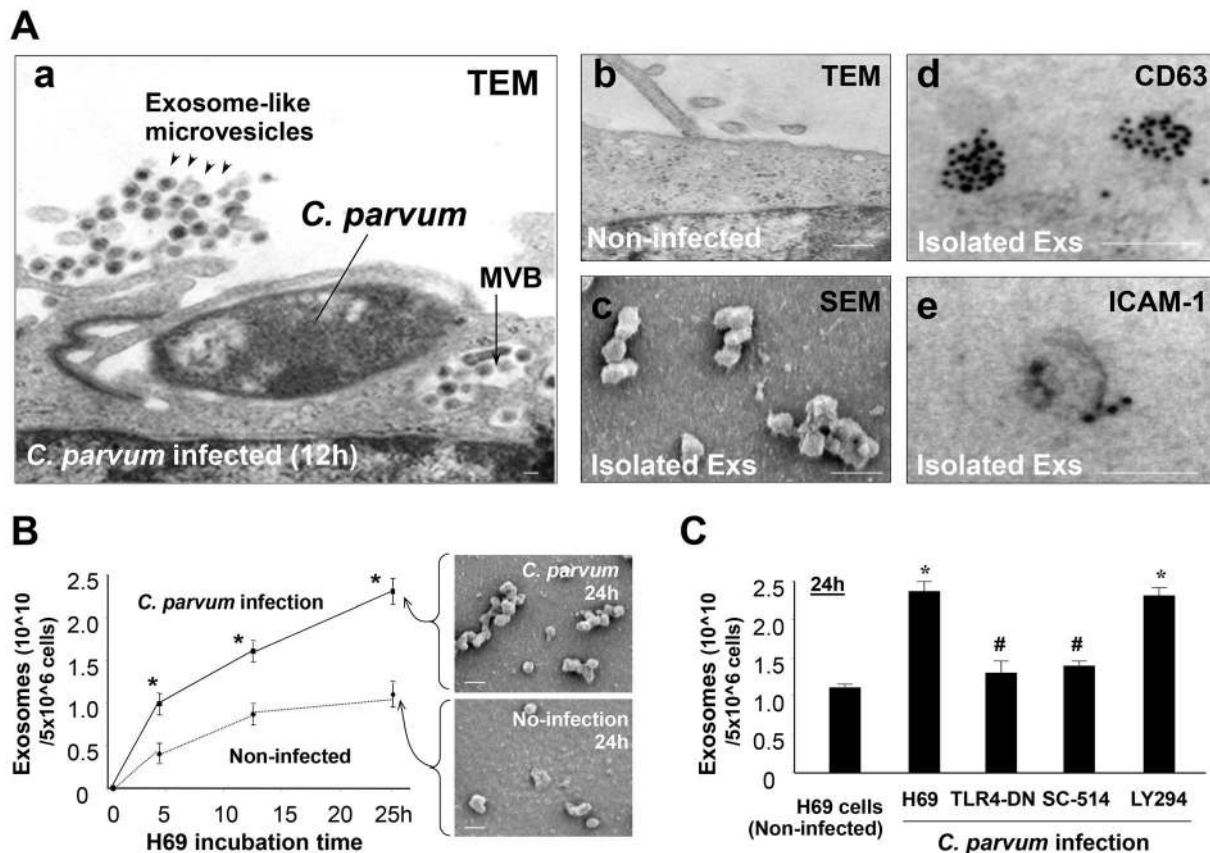 A
a
TEM
Exosome-like
microvesicles
C. parvum
MVB
C. parvum infected (12h)
b
TEM
Non-infected
c
SEM
Isolated Exs
d
CD63
Isolated Exs
e
ICAM-1
Isolated Exs
B
Exosomes (10^10
/5x10^6 cells)
2.5
2.0
1.5
1.0
0.5
0
C. parvum infection
*
*
*
Non-infected
0
5
10
15
20
25h
H69 incubation time
C. parvum
24h
No-infection
24h
C
Exosomes (10^10
/5x10^6 cells)
2.5
2.0
1.5
1.0
0.5
0
24h
*
#
#
*
H69 cells
(Non-infected)
H69
TLR4-DN
SC-514
LY294
C. parvum infection